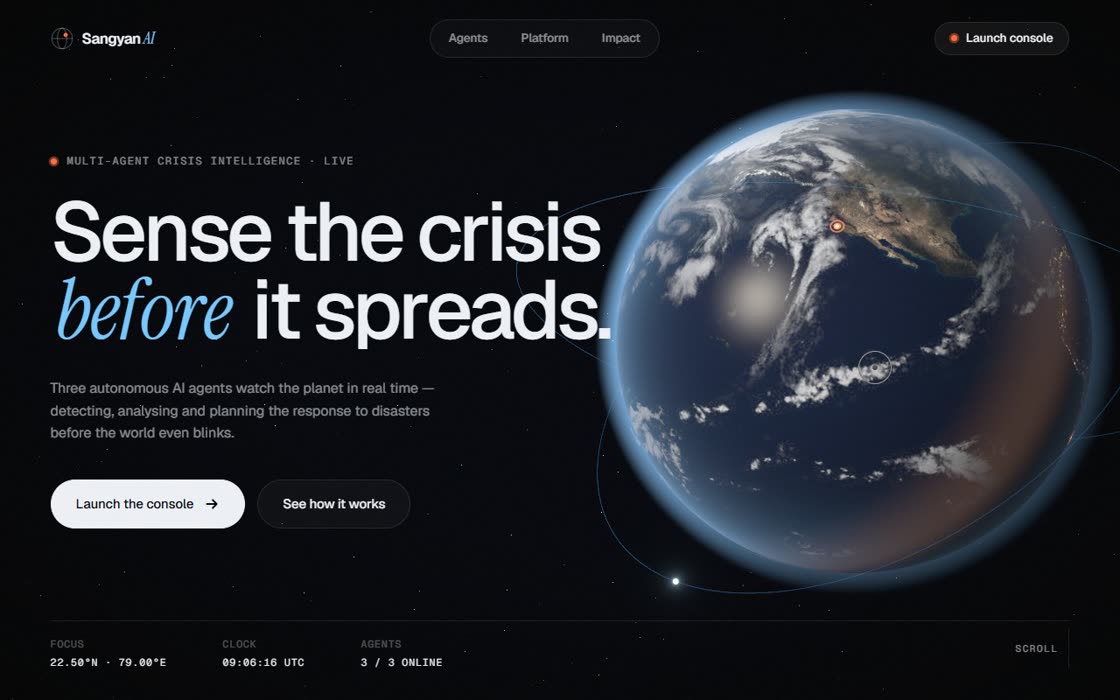 Sangyan AI
Agents
Platform
Impact
Launch console
MULTI-AGENT CRISIS INTELLIGENCE · LIVE
Sense the crisis
before it spreads.
Three autonomous AI agents watch the planet in real time —
detecting, analysing and planning the response to disasters
before the world even blinks.
Launch the console →
See how it works
FOCUS
22.50°N · 79.00°E
CLOCK
09:06:16 UTC
AGENTS
3 / 3 ONLINE
SCROLL